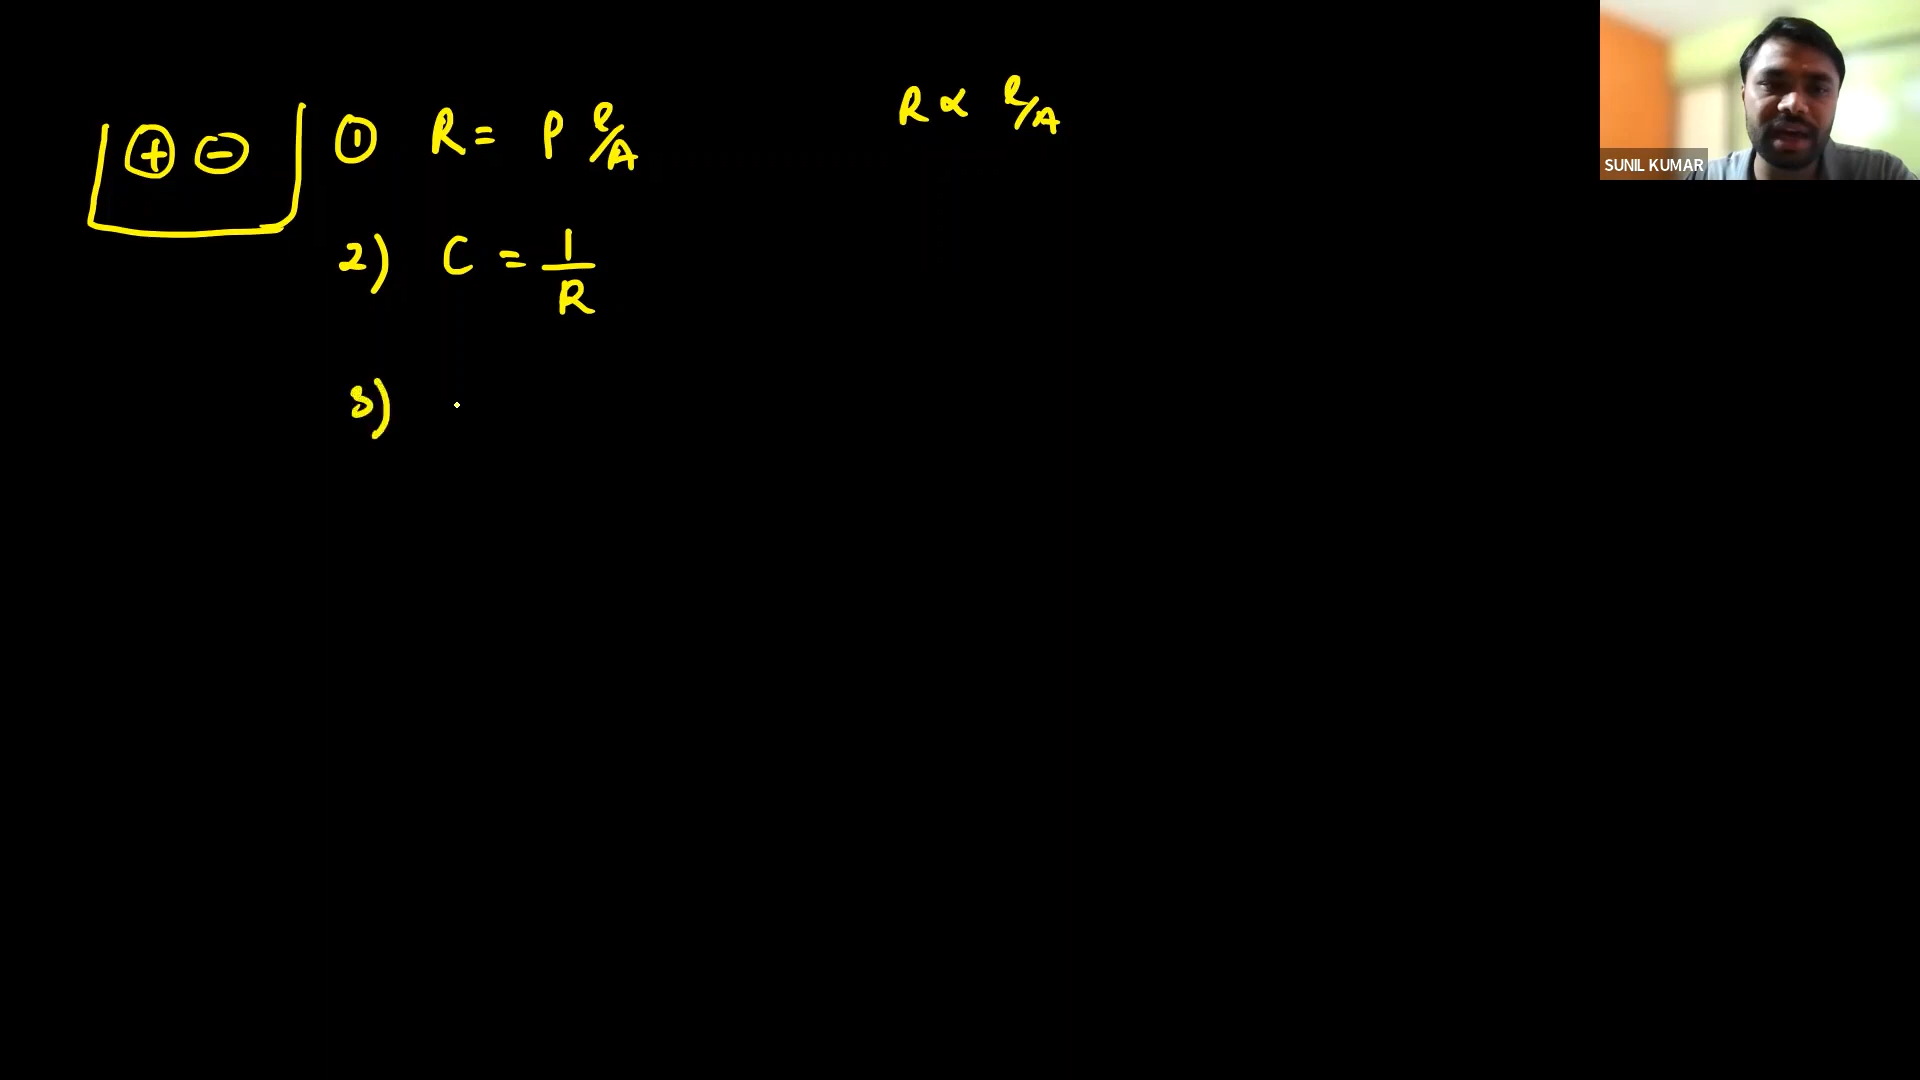 ① R = ρ l/A
R ∝ l/A
2) C = 1/R
3)
+ -
SUNIL KUMAR